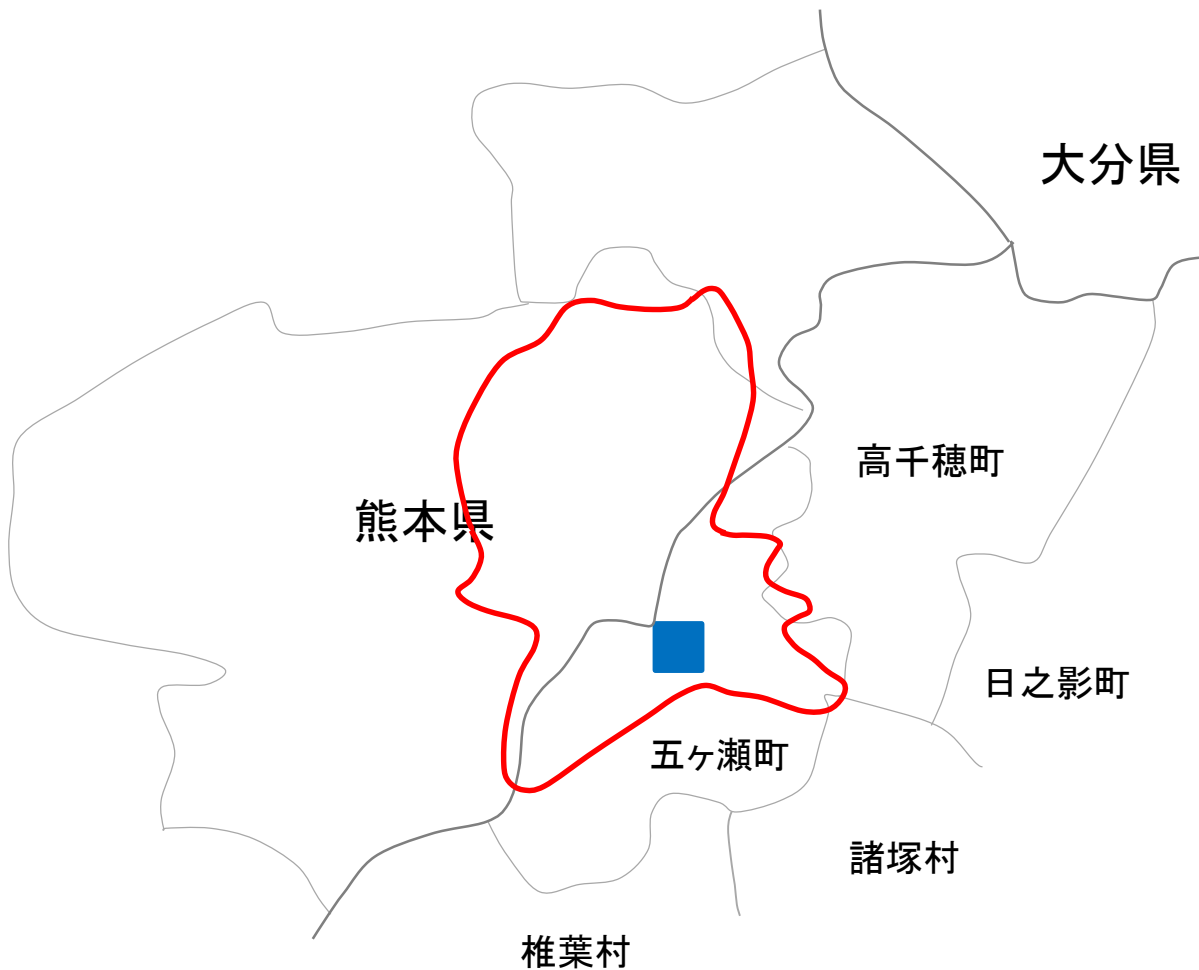 大分県
高千穂町
熊本県
日之影町
五ヶ瀬町
諸塚村
椎葉村